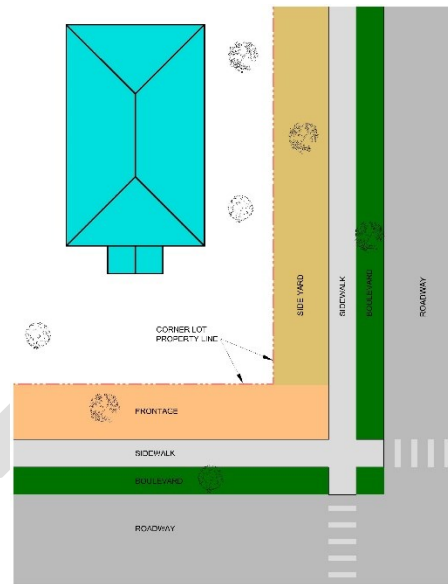 SIDE YARD
SIDEWALK
BOULEVARD
ROADWAY
CORNER LOT
PROPERTY LINE
FRONTAGE
SIDEWALK
BOULEVARD
ROADWAY